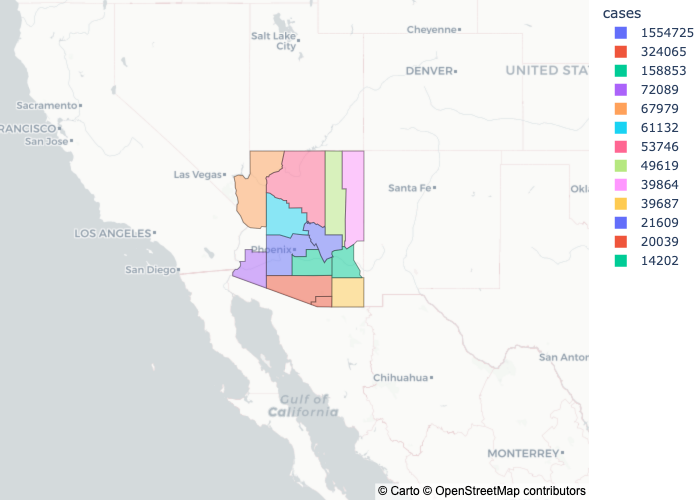 cases
1554725
324065
158853
72089
67979
61132
53746
49619
39864
39687
21609
20039
14202
Cheyenne
Salt Lake
City
DENVER
UNITED STA
Sacramento
RANCISCO
San Jose
Las Vegas
Santa Fe
Okla
LOS ANGELES
Phoenix
San Diego
San Anton
Chihuahua
Gulf of
California
MONTERREY
© Carto © OpenStreetMap contributors